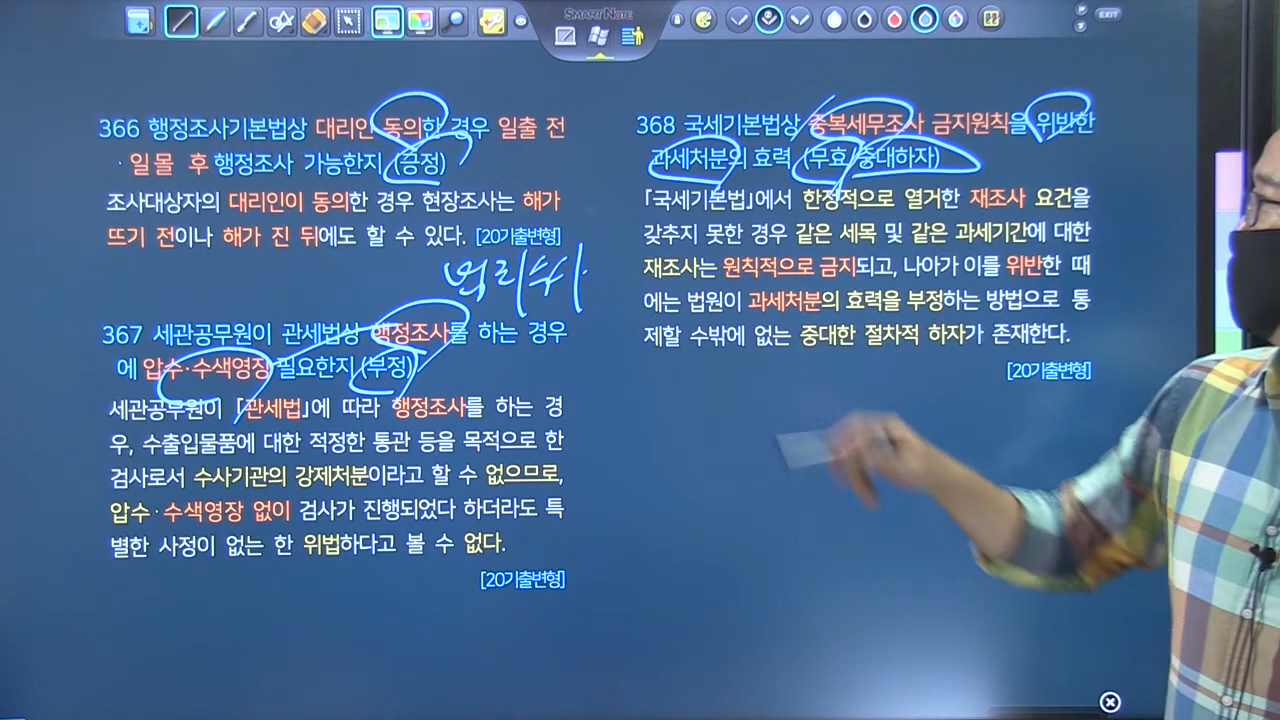 SMARTNOTE
EXIT
366 행정조사기본법상 대리인 동의한 경우 일출 전
· 일몰 후 행정조사 가능한지 (긍정)
조사대상자의 대리인이 동의한 경우 현장조사는 해가
뜨기 전이나 해가 진 뒤에도 할 수 있다. [20기출변형]
367 세관공무원이 관세법상 행정조사를 하는 경우
에 압수·수색영장 필요한지 (부정)
세관공무원이 「관세법」에 따라 행정조사를 하는 경
우, 수출입물품에 대한 적정한 통관 등을 목적으로 한
검사로서 수사기관의 강제처분이라고 할 수 없으므로,
압수·수색영장 없이 검사가 진행되었다 하더라도 특
별한 사정이 없는 한 위법하다고 볼 수 없다.
[20기출변형]
368 국세기본법상 중복세무조사 금지원칙을 위반한
과세처분의 효력 (무효/중대하자)
「국세기본법」에서 한정적으로 열거한 재조사 요건을
갖추지 못한 경우 같은 세목 및 같은 과세기간에 대한
재조사는 원칙적으로 금지되고, 나아가 이를 위반한 때
에는 법원이 과세처분의 효력을 부정하는 방법으로 통
제할 수밖에 없는 중대한 절차적 하자가 존재한다.
[20기출변형]